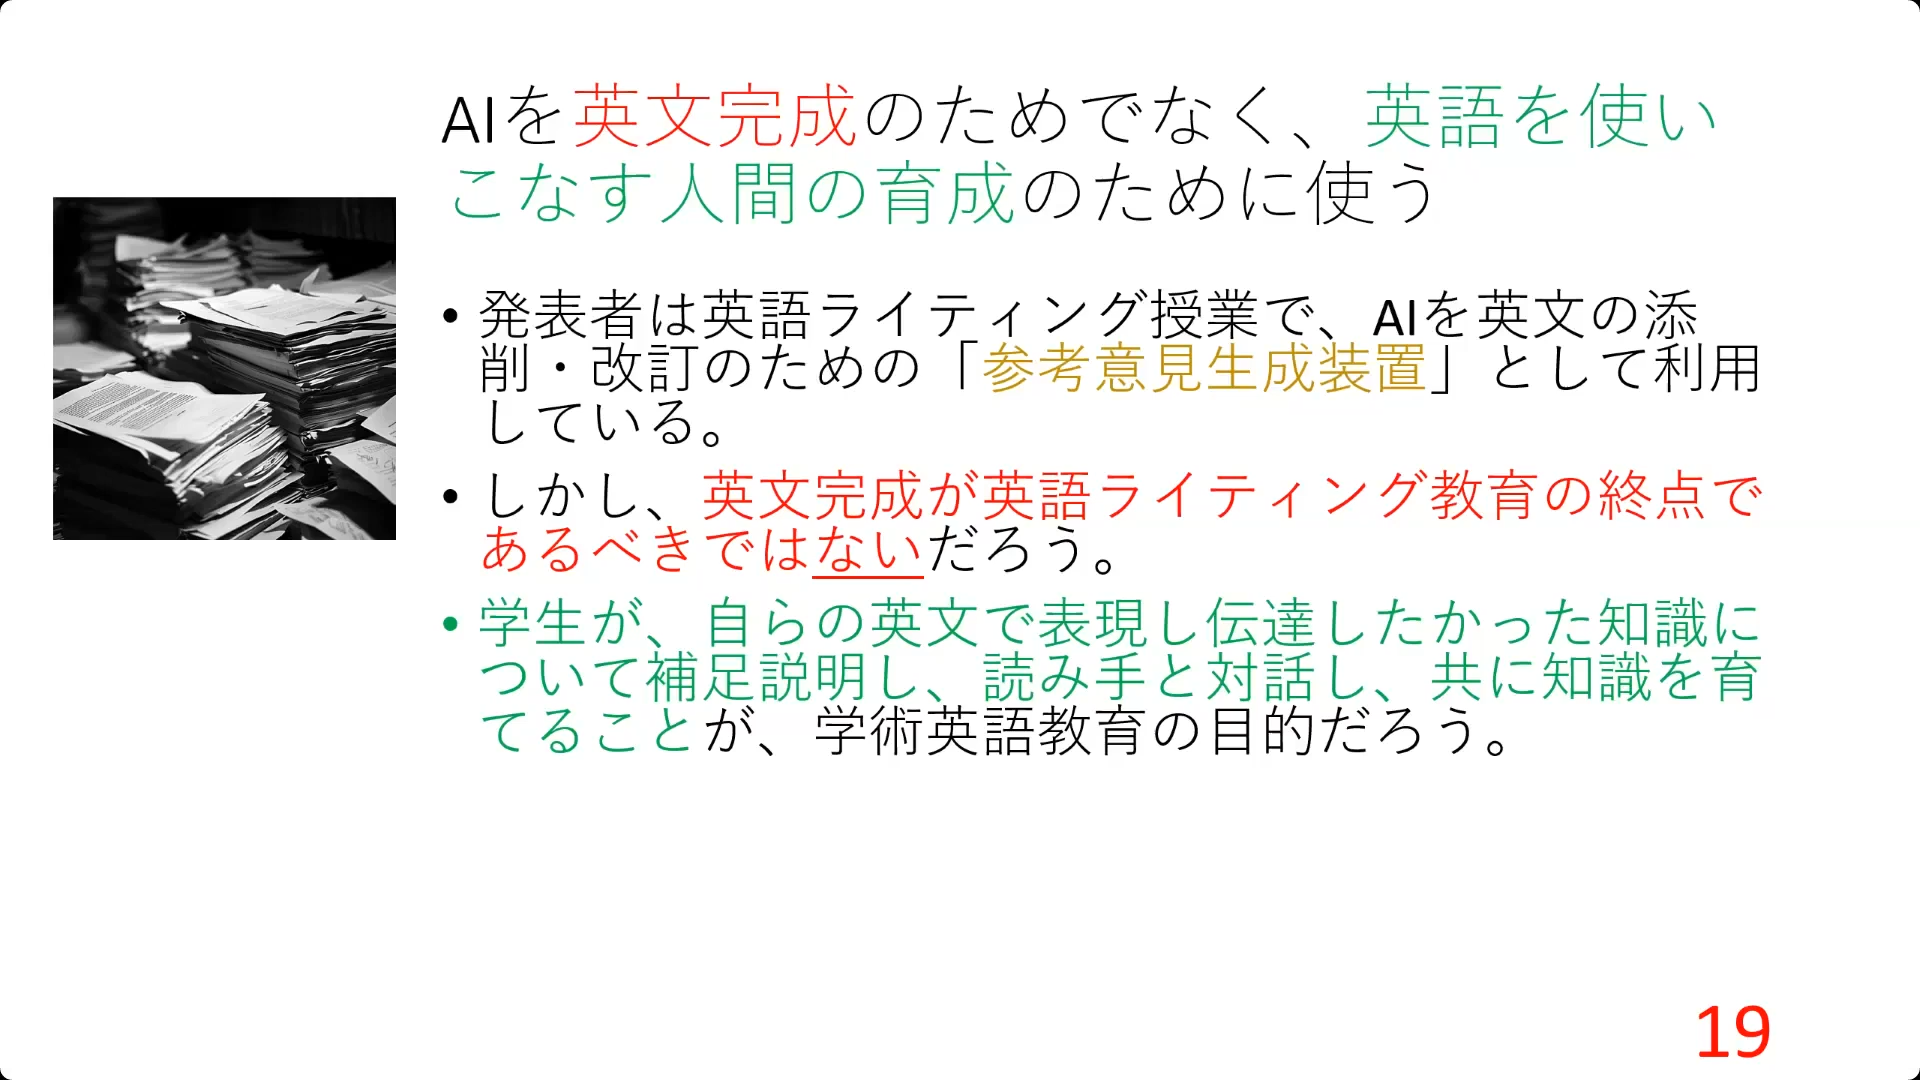 AIを英文完成のためでなく、英語を使い
こなす人間の育成のために使う
• 発表者は英語ライティング授業で、AIを英文の添
削・改訂のための「参考意見生成装置」として利用
している。
• しかし、英文完成が英語ライティング教育の終点で
あるべきではないだろう。
• 学生が、自らの英文で表現し伝達したかった知識に
ついて補足説明し、読み手と対話し、共に知識を育
てることが、学術英語教育の目的だろう。
19